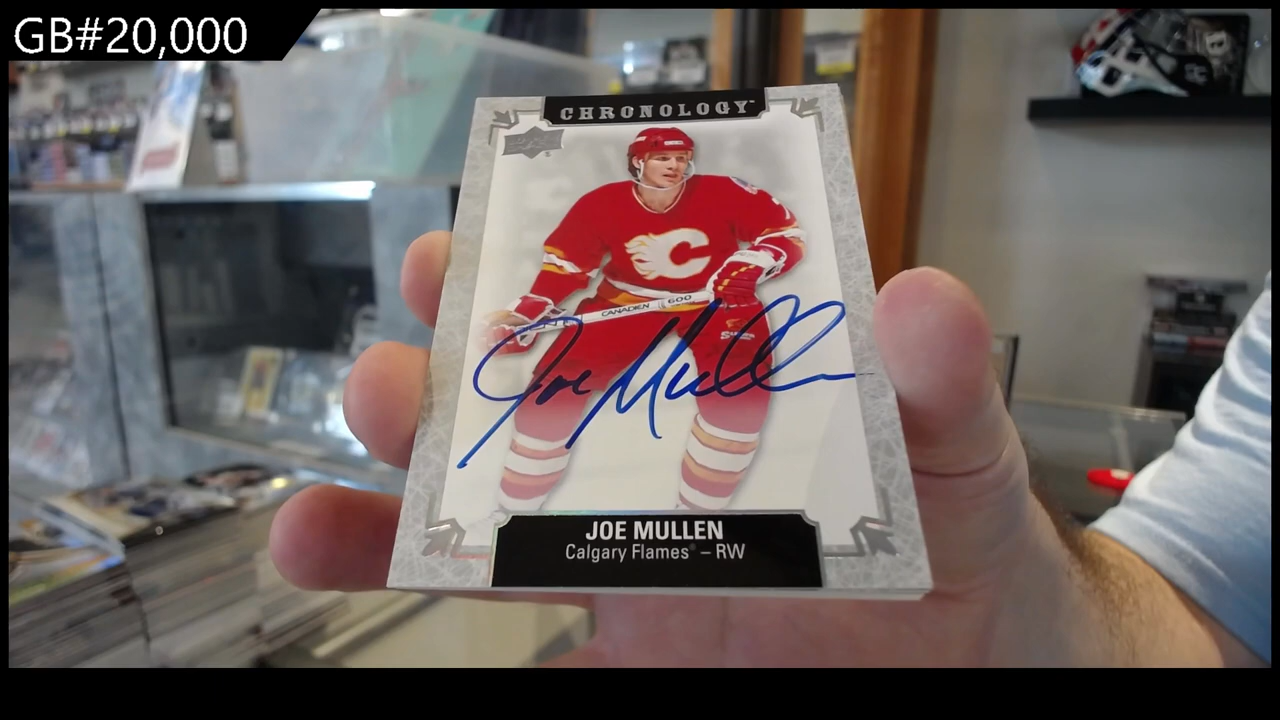 GB#20,000
CHRONOLOGY
CANADIEN 600
Joe Mullen
JOE MULLEN
Calgary Flames® – RW